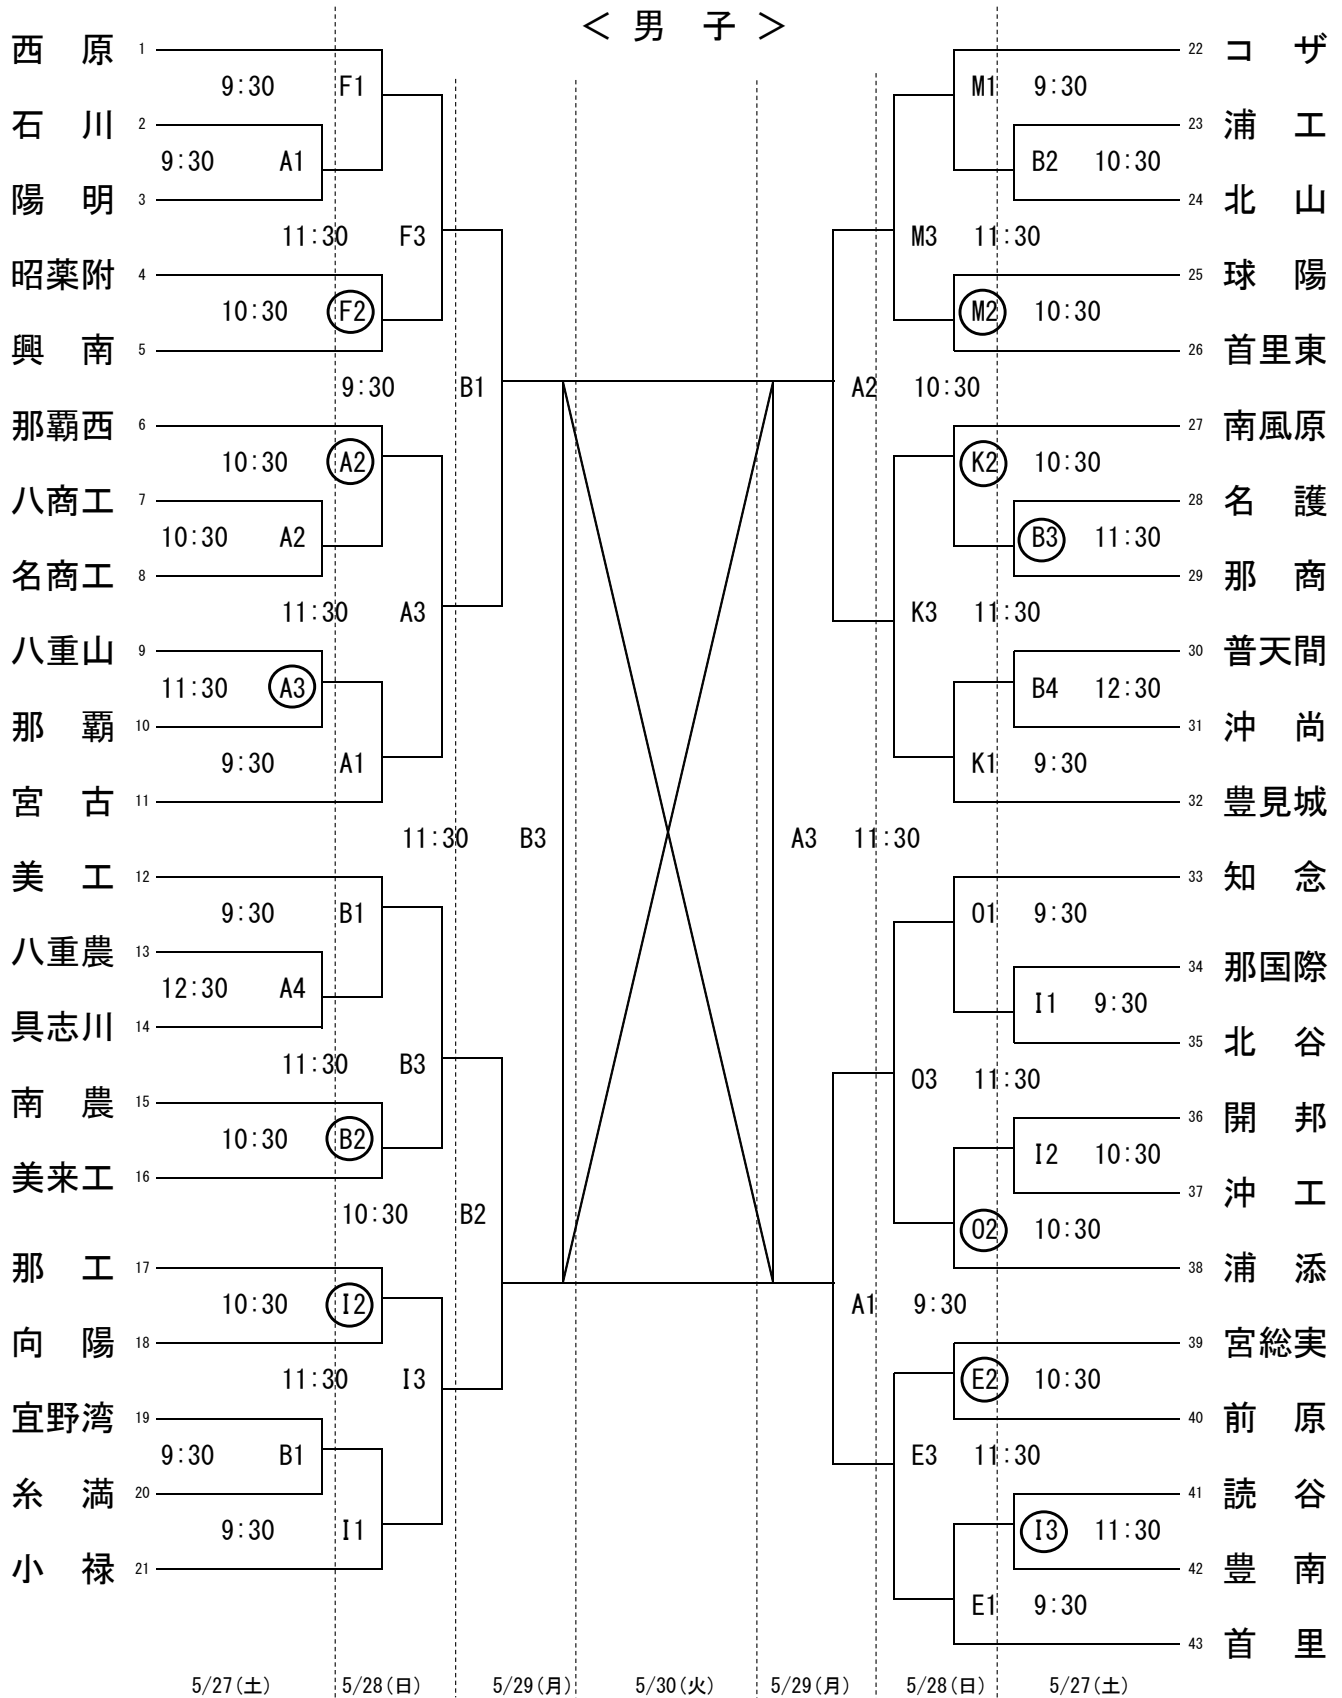 ＜ 男 子 ＞
西 原 1 22 コ ザ
9:30 F1 M1 9:30
石 川 2 23 浦 工
9:30 A1 B2 10:30
陽 明 3 24 北 山
11:30 F3 M3 11:30
昭薬附 4 25 球 陽
10:30 F2 M2 10:30
興 南 5 26 首里東
9:30 B1 A2 10:30
那覇西 6 27 南風原
10:30 A2 K2 10:30
八商工 7 28 名 護
10:30 A2 B3 11:30
名商工 8 29 那 商
11:30 A3 K3 11:30
八重山 9 30 普天間
11:30 A3 B4 12:30
那 覇 10 31 沖 尚
9:30 A1 K1 9:30
宮 古 11 32 豊見城
11:30 B3 A3 11:30
美 工 12 33 知 念
9:30 B1 O1 9:30
八重農 13 34 那国際
12:30 A4 I1 9:30
具志川 14 35 北 谷
11:30 B3 O3 11:30
南 農 15 36 開 邦
10:30 B2 I2 10:30
美来工 16 37 沖 工
10:30 B2 O2 10:30
那 工 17 38 浦 添
10:30 I2 A1 9:30
向 陽 18 39 宮総実
11:30 I3 E2 10:30
宜野湾 19 40 前 原
9:30 B1 E3 11:30
糸 満 20 41 読 谷
9:30 I1 I3 11:30
小 禄 21 42 豊 南
E1 9:30
43 首 里
5/27(土) 5/28(日) 5/29(月) 5/30(火) 5/29(月) 5/28(日) 5/27(土)